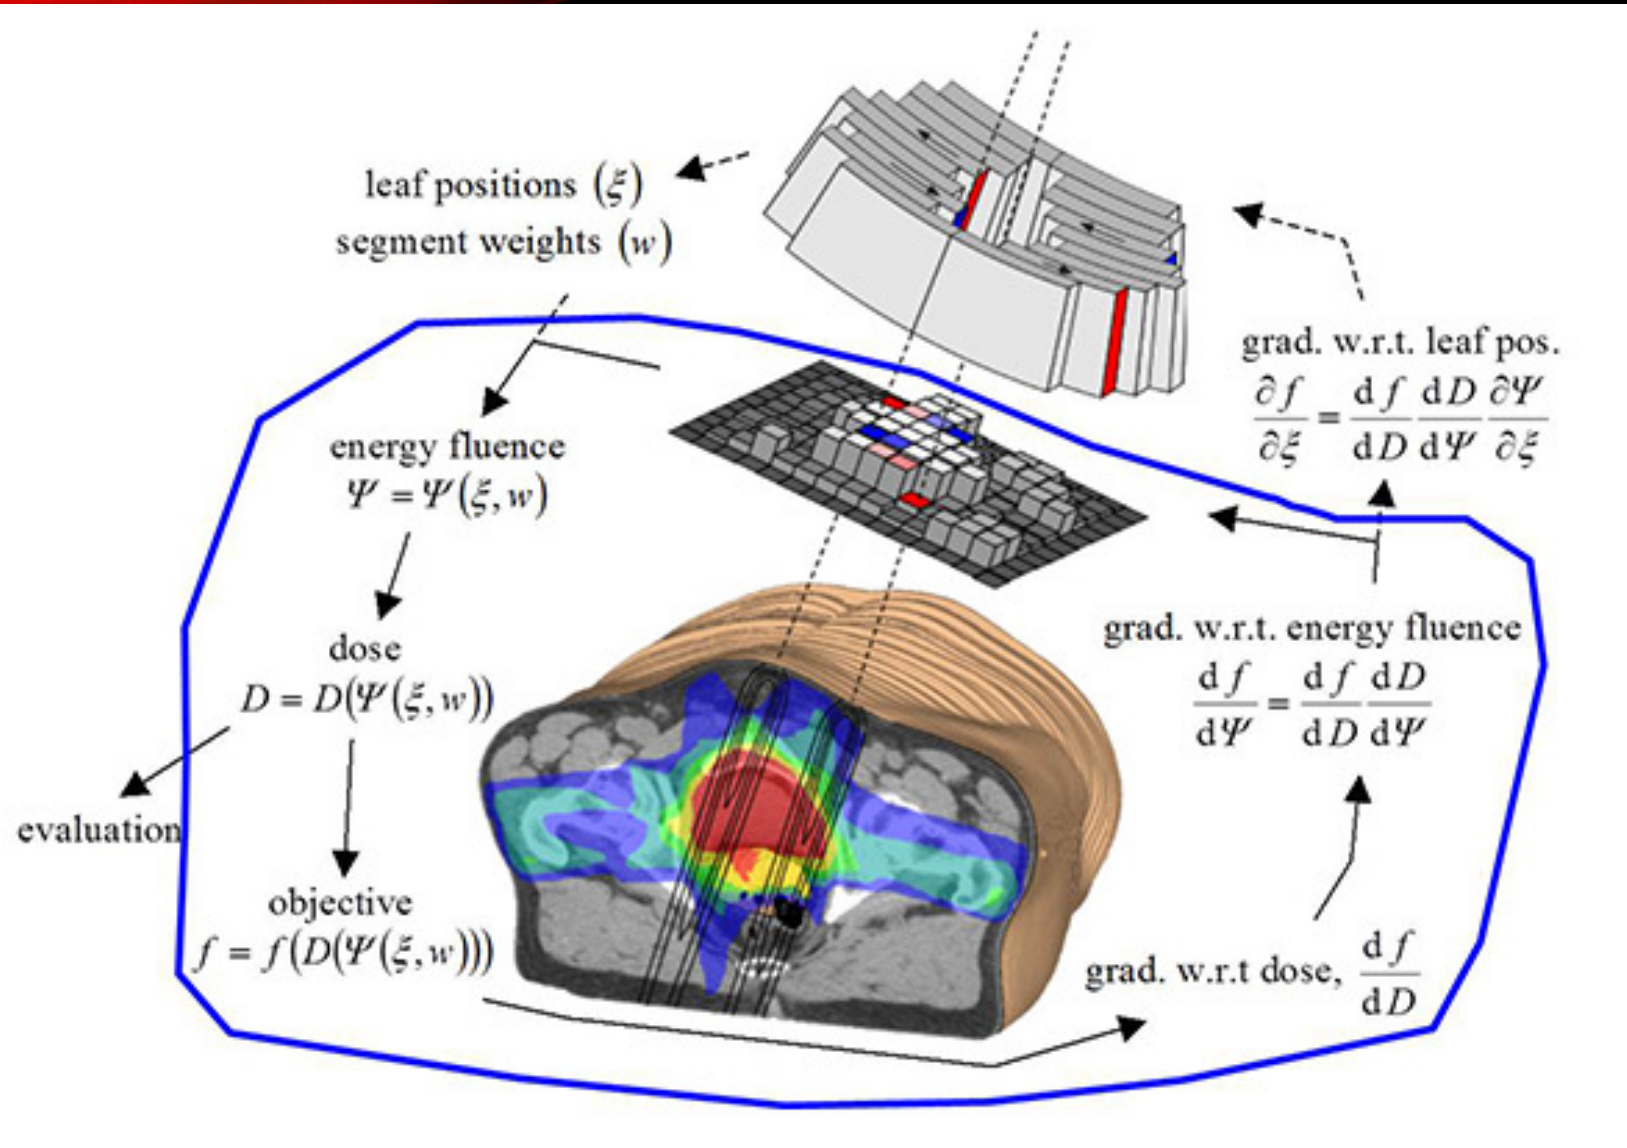 leaf positions (ξ)
segment weights (w)
energy fluence
Ψ = Ψ(ξ, w)
dose
D = D(Ψ(ξ, w))
evaluation
objective
f = f(D(Ψ(ξ, w)))
grad. w.r.t dose, df/dD
grad. w.r.t. energy fluence
df/dΨ = df/dD dD/dΨ
grad. w.r.t. leaf pos.
∂f/∂ξ = df/dD dD/dΨ ∂Ψ/∂ξ